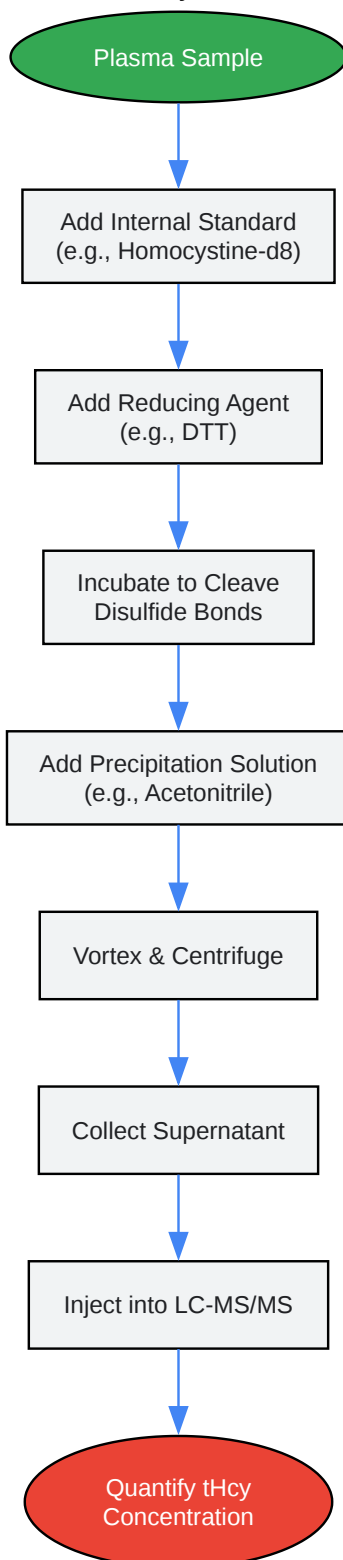 Plasma Sample
Add Internal Standard
(e.g., Homocystine-d8)
Add Reducing Agent
(e.g., DTT)
Incubate to Cleave
Disulfide Bonds
Add Precipitation Solution
(e.g., Acetonitrile)
Vortex & Centrifuge
Collect Supernatant
Inject into LC-MS/MS
Quantify tHcy
Concentration